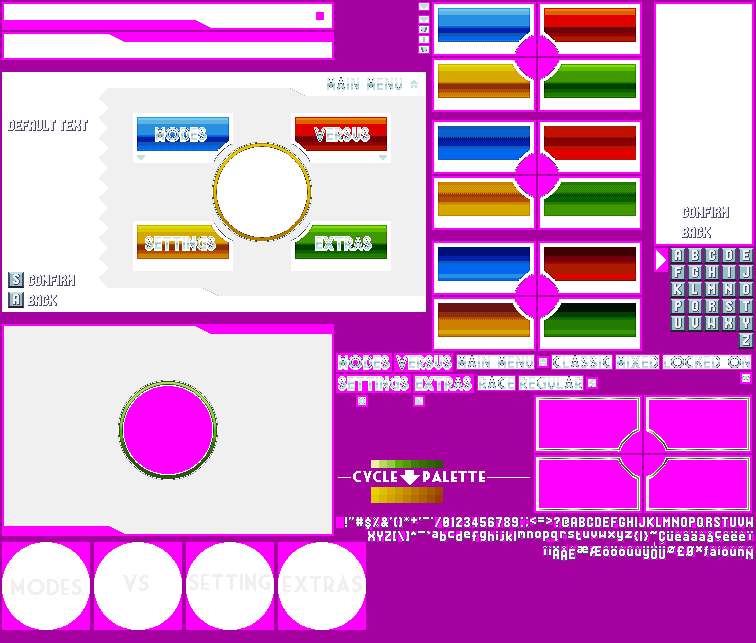 MAIN MENU
DEFAULT TEXT
MODES VERSUS
SETTINGS EXTRAS
S CONFIRM
A BACK
CONFIRM
BACK
A B C D E
F G H I J
K L M N O
P Q R S T
U V W X Y
Z
MODES VERSUS MAIN MENU CLASSIC MIXED LOCKED ON
SETTINGS EXTRAS RACE REGULAR
CYCLE PALETTE
MODES VS SETTING EXTRAS
!"#$%&'()*+'-'/0123456789:;<=>?@ABCDEFGHIJKLMNOPQRSTUVW
XYZ[\]^_`abcdefghijklmnopqrstuvwxyz{|}~